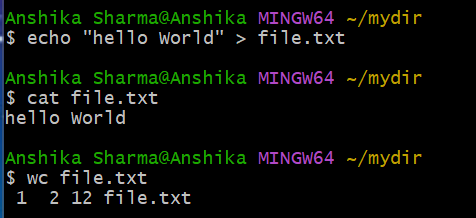 Anshika Sharma@Anshika MINGW64 ~/mydir
$ echo "hello World" > file.txt
Anshika Sharma@Anshika MINGW64 ~/mydir
$ cat file.txt
hello World
Anshika Sharma@Anshika MINGW64 ~/mydir
$ wc file.txt
 1  2 12 file.txt